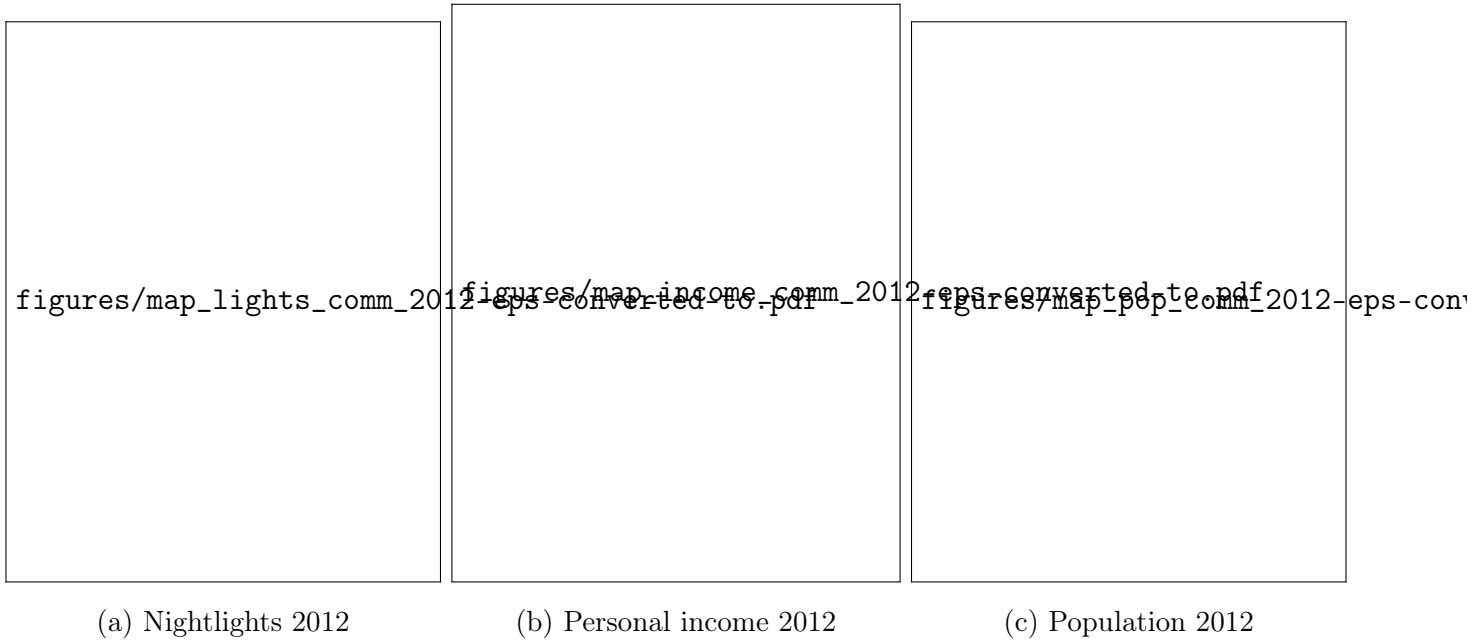 figures/map_lights_comm_2012-eps-converted-to.pdf
figures/map_income_comm_2012-eps-converted-to.pdf
figures/map_pop_comm_2012-eps-conv
(a) Nightlights 2012
(b) Personal income 2012
(c) Population 2012